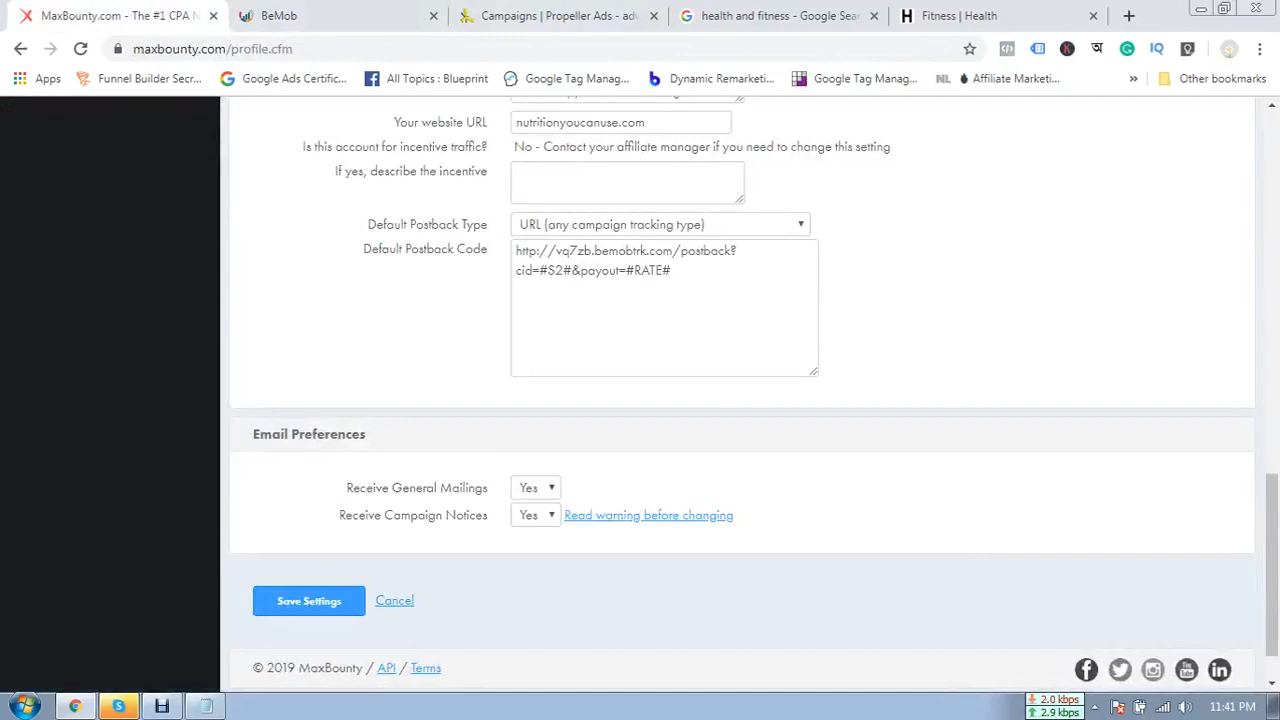 MaxBounty.com - The #1 CPA N
BeMob
Campaigns | Propeller Ads - adv
health and fitness - Google Sear
Fitness | Health
maxbounty.com/profile.cfm
Apps
Funnel Builder Secr...
Google Ads Certific...
All Topics : Blueprint
Google Tag Manag...
Dynamic Remarketi...
Google Tag Manag...
NL
Affiliate Marketi...
»
Other bookmarks
Your website URL
nutritionyoucanuse.com
Is this account for incentive traffic?
No - Contact your affiliate manager if you need to change this setting
If yes, describe the incentive
Default Postback Type
URL (any campaign tracking type)
Default Postback Code
http://vq7zb.bemobtrk.com/postback?
cid=#S2#&payout=#RATE#
Email Preferences
Receive General Mailings
Yes
Receive Campaign Notices
Yes
Read warning before changing
Save Settings
Cancel
© 2019 MaxBounty / API / Terms
2.0 kbps
2.9 kbps
11:41 PM